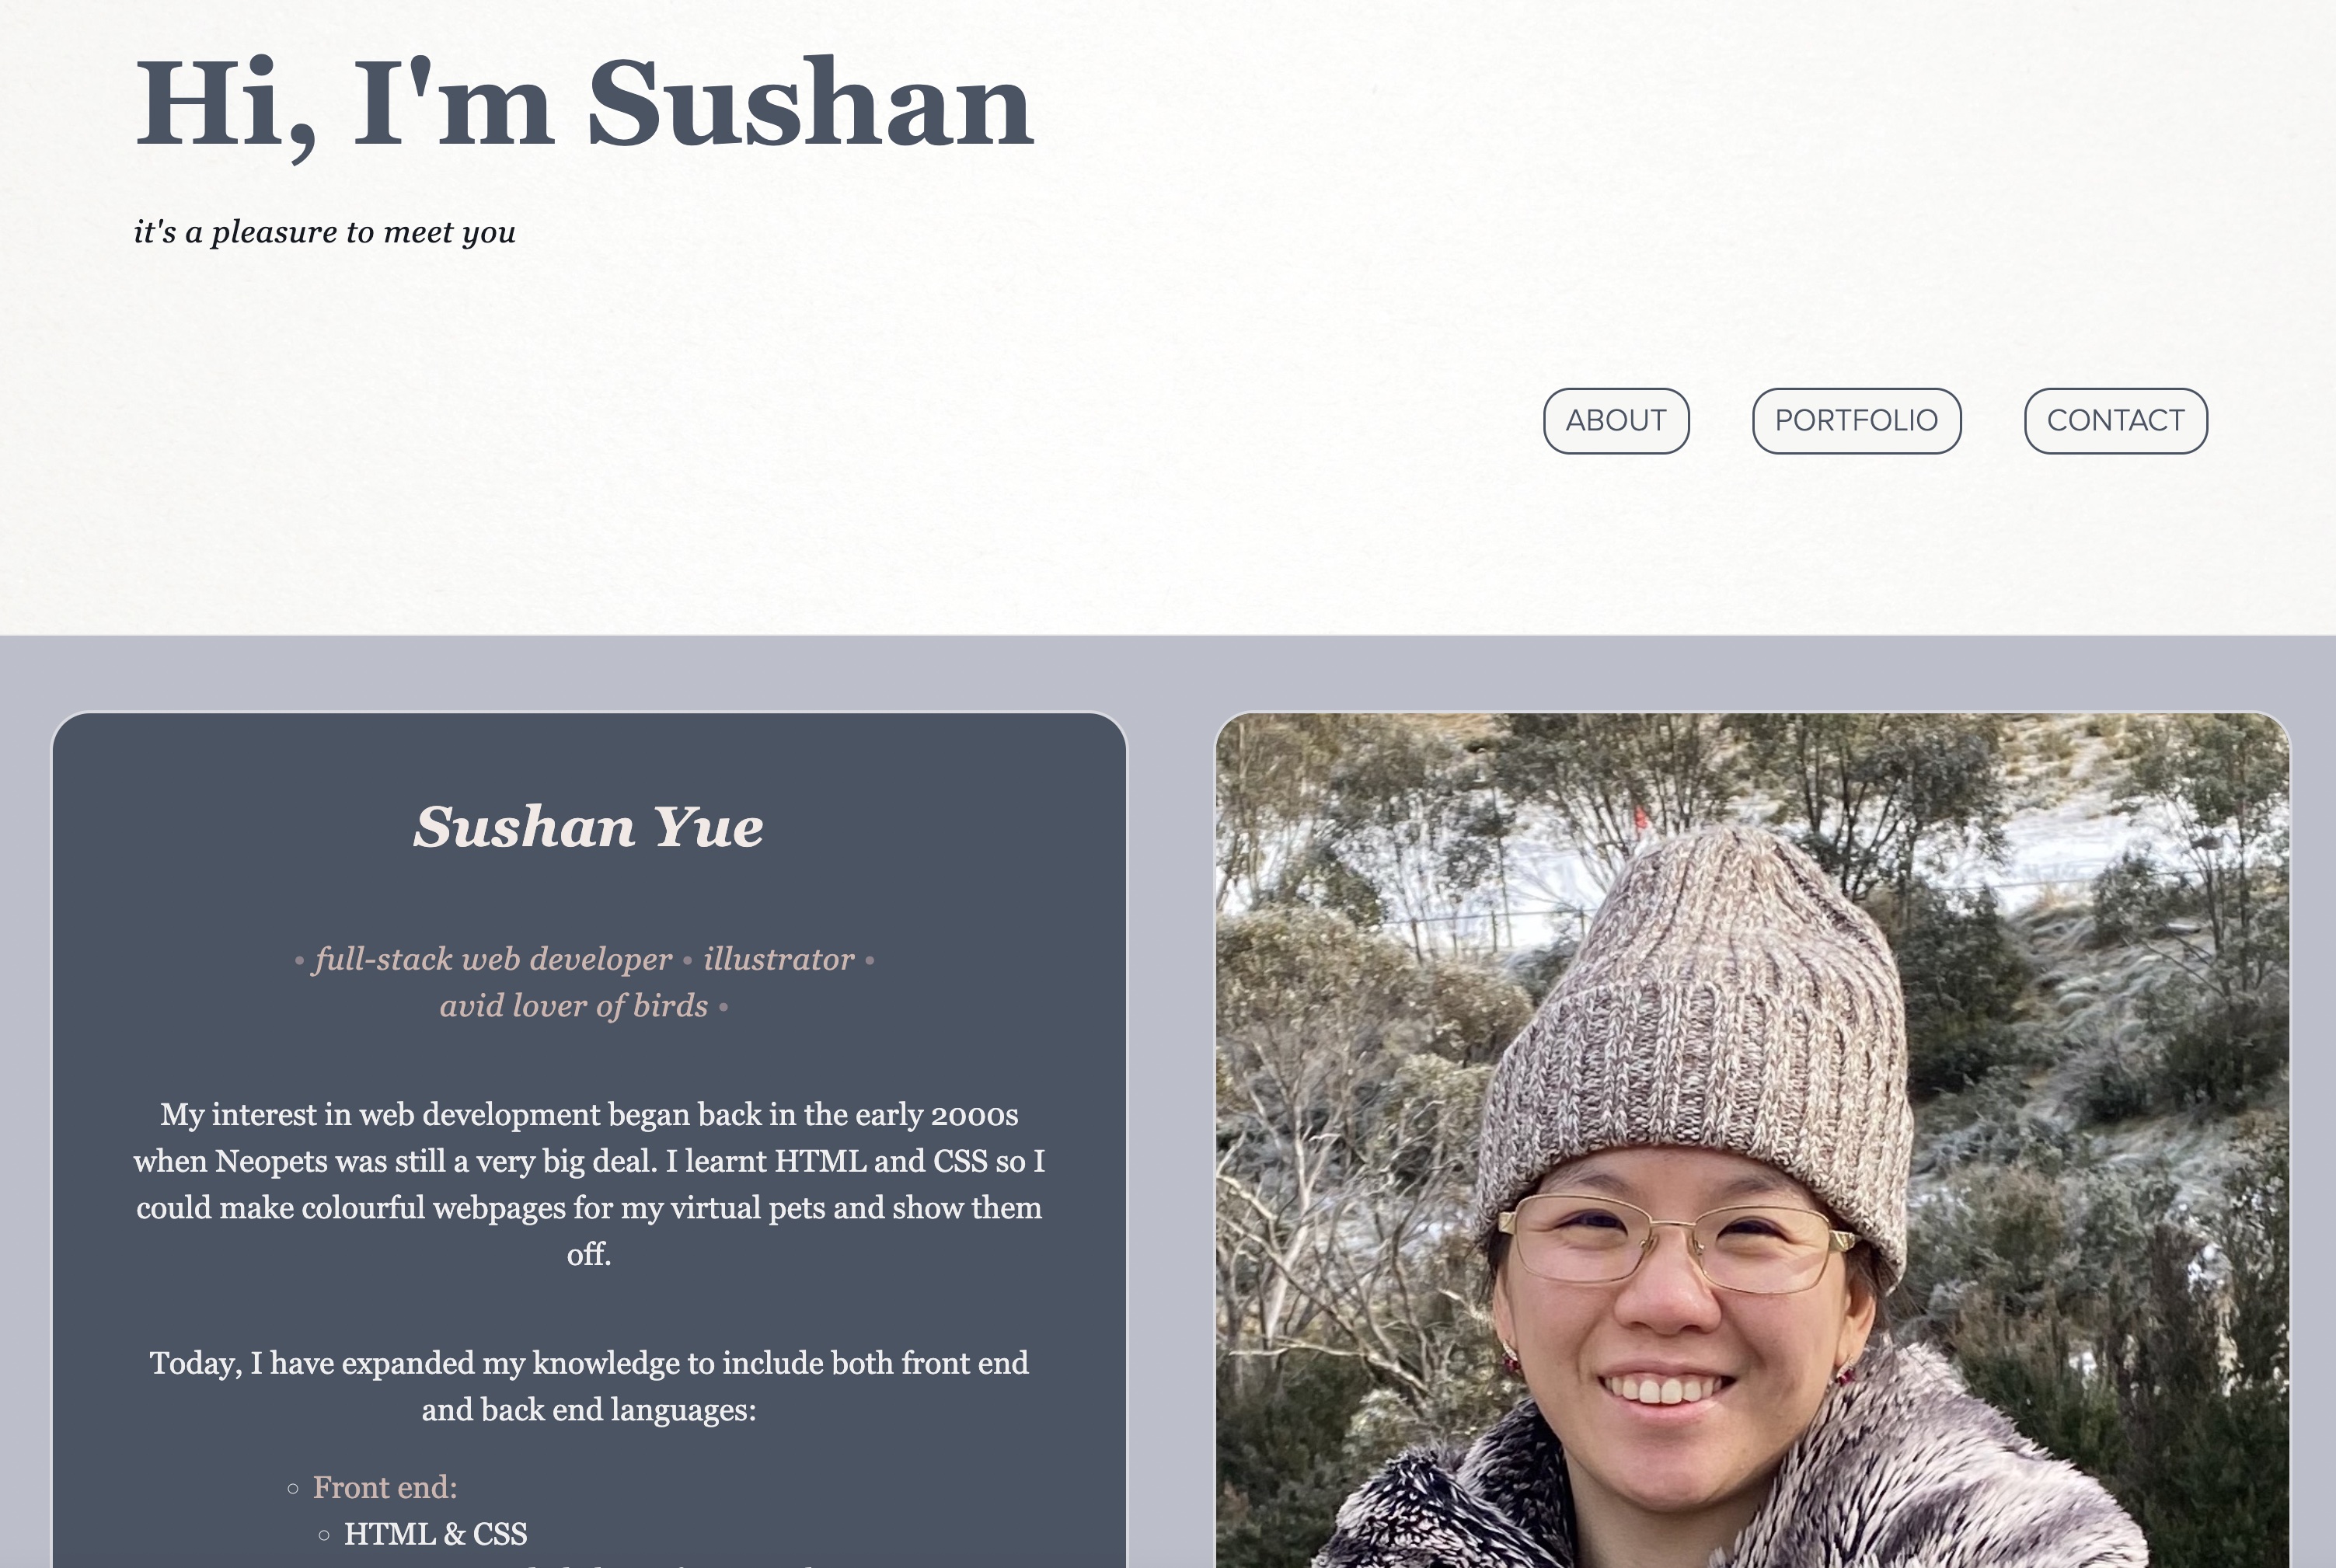 Hi, I'm Sushan
it's a pleasure to meet you
ABOUT PORTFOLIO CONTACT
Sushan Yue
• full-stack web developer • illustrator •
avid lover of birds •
My interest in web development began back in the early 2000s
when Neopets was still a very big deal. I learnt HTML and CSS so I
could make colourful webpages for my virtual pets and show them
off.
Today, I have expanded my knowledge to include both front end
and back end languages:
◦ Front end:
◦ HTML & CSS